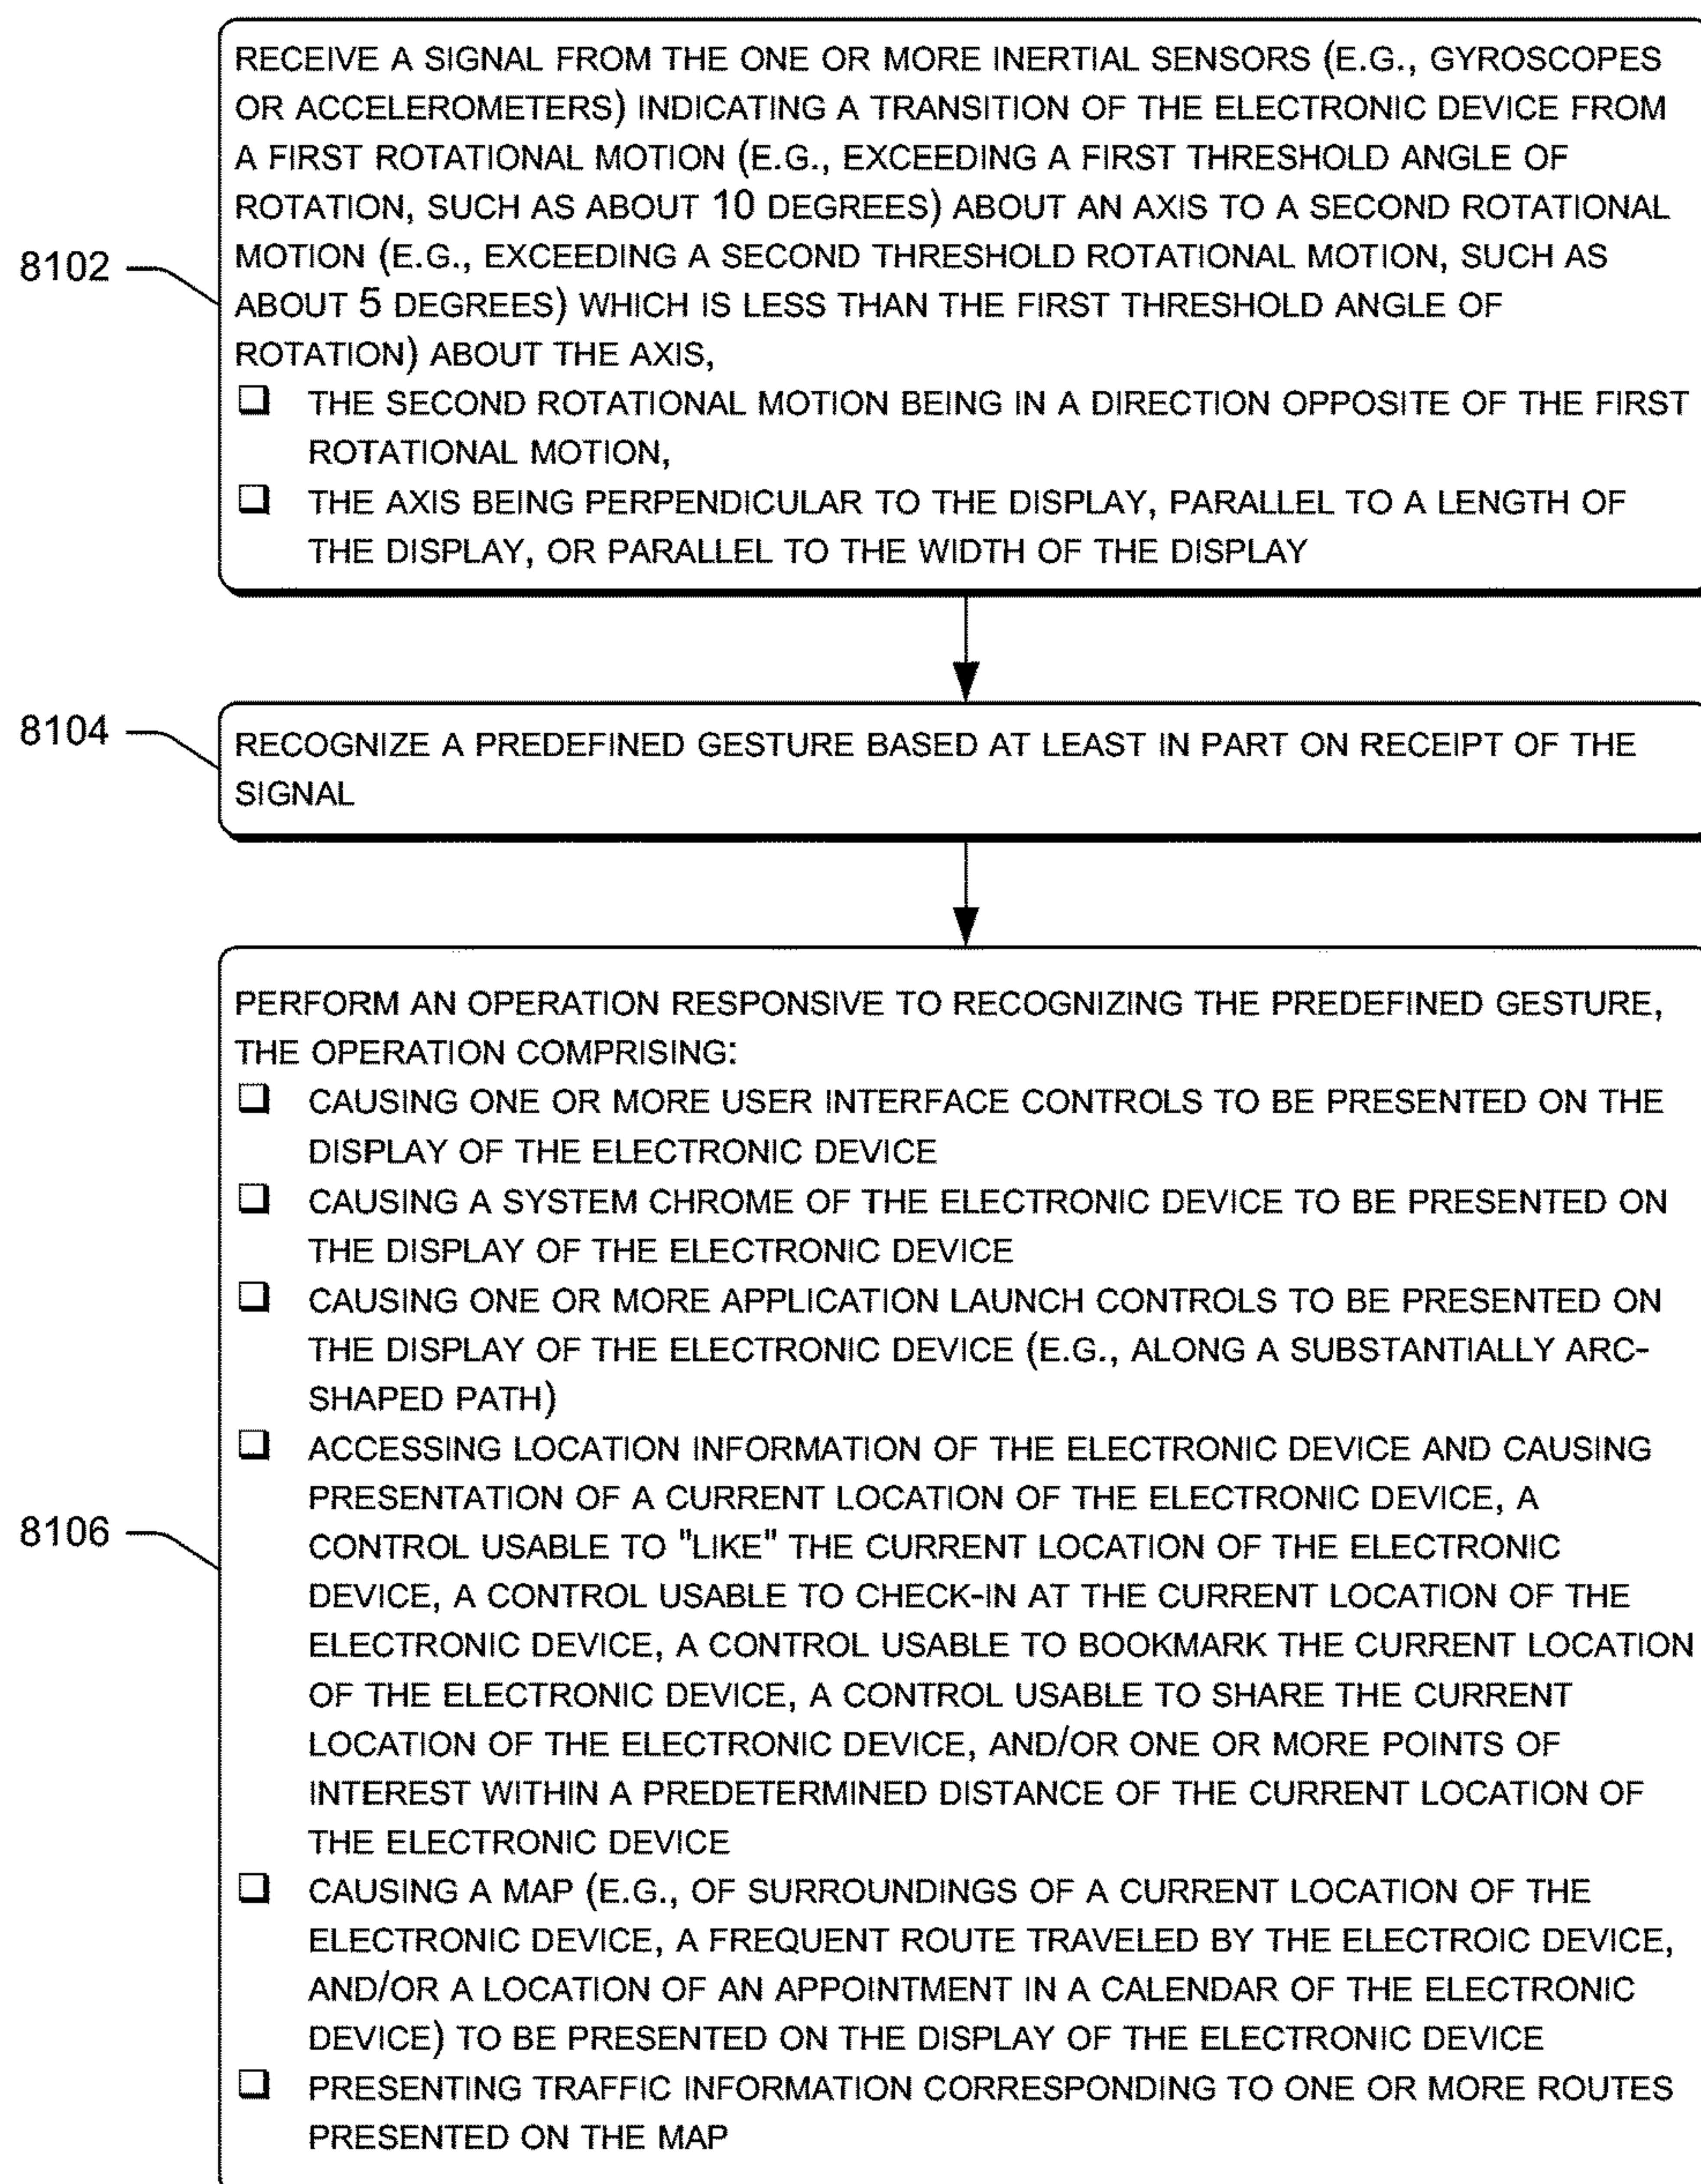 RECEIVE A SIGNAL FROM THE ONE OR MORE INERTIAL SENSORS (E.G., GYROSCOPES
OR ACCELEROMETERS) INDICATING A TRANSITION OF THE ELECTRONIC DEVICE FROM
A FIRST ROTATIONAL MOTION (E.G., EXCEEDING A FIRST THRESHOLD ANGLE OF
ROTATION, SUCH AS ABOUT 10 DEGREES) ABOUT AN AXIS TO A SECOND ROTATIONAL
MOTION (E.G., EXCEEDING A SECOND THRESHOLD ROTATIONAL MOTION, SUCH AS
8102
ABOUT 5 DEGREES) WHICH IS LESS THAN THE FIRST THRESHOLD ANGLE OF
ROTATION) ABOUT THE AXIS,
❑ THE SECOND ROTATIONAL MOTION BEING IN A DIRECTION OPPOSITE OF THE FIRST
ROTATIONAL MOTION,
❑ THE AXIS BEING PERPENDICULAR TO THE DISPLAY, PARALLEL TO A LENGTH OF
THE DISPLAY, OR PARALLEL TO THE WIDTH OF THE DISPLAY
8104
RECOGNIZE A PREDEFINED GESTURE BASED AT LEAST IN PART ON RECEIPT OF THE
SIGNAL
PERFORM AN OPERATION RESPONSIVE TO RECOGNIZING THE PREDEFINED GESTURE,
THE OPERATION COMPRISING:
❑ CAUSING ONE OR MORE USER INTERFACE CONTROLS TO BE PRESENTED ON THE
DISPLAY OF THE ELECTRONIC DEVICE
❑ CAUSING A SYSTEM CHROME OF THE ELECTRONIC DEVICE TO BE PRESENTED ON
THE DISPLAY OF THE ELECTRONIC DEVICE
❑ CAUSING ONE OR MORE APPLICATION LAUNCH CONTROLS TO BE PRESENTED ON
THE DISPLAY OF THE ELECTRONIC DEVICE (E.G., ALONG A SUBSTANTIALLY ARC-
SHAPED PATH)
❑ ACCESSING LOCATION INFORMATION OF THE ELECTRONIC DEVICE AND CAUSING
PRESENTATION OF A CURRENT LOCATION OF THE ELECTRONIC DEVICE, A
8106
CONTROL USABLE TO "LIKE" THE CURRENT LOCATION OF THE ELECTRONIC
DEVICE, A CONTROL USABLE TO CHECK-IN AT THE CURRENT LOCATION OF THE
ELECTRONIC DEVICE, A CONTROL USABLE TO BOOKMARK THE CURRENT LOCATION
OF THE ELECTRONIC DEVICE, A CONTROL USABLE TO SHARE THE CURRENT
LOCATION OF THE ELECTRONIC DEVICE, AND/OR ONE OR MORE POINTS OF
INTEREST WITHIN A PREDETERMINED DISTANCE OF THE CURRENT LOCATION OF
THE ELECTRONIC DEVICE
❑ CAUSING A MAP (E.G., OF SURROUNDINGS OF A CURRENT LOCATION OF THE
ELECTRONIC DEVICE, A FREQUENT ROUTE TRAVELED BY THE ELECTROIC DEVICE,
AND/OR A LOCATION OF AN APPOINTMENT IN A CALENDAR OF THE ELECTRONIC
DEVICE) TO BE PRESENTED ON THE DISPLAY OF THE ELECTRONIC DEVICE
❑ PRESENTING TRAFFIC INFORMATION CORRESPONDING TO ONE OR MORE ROUTES
PRESENTED ON THE MAP